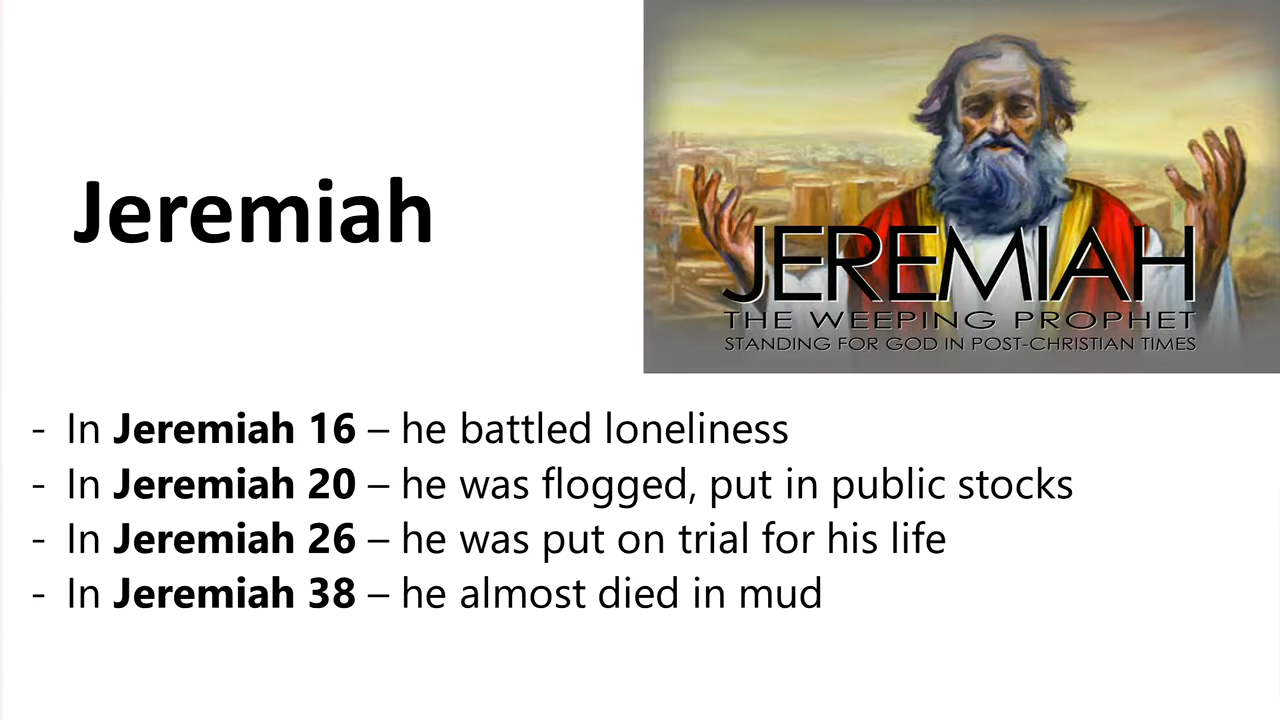 Jeremiah
JEREMIAH
THE WEEPING PROPHET
STANDING FOR GOD IN POST-CHRISTIAN TIMES
- In Jeremiah 16 – he battled loneliness
- In Jeremiah 20 – he was flogged, put in public stocks
- In Jeremiah 26 – he was put on trial for his life
- In Jeremiah 38 – he almost died in mud